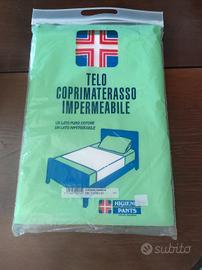 TELO
COPRIMATERASSO
IMPERMEABILE
UN LATO PURO COTONE
UN LATO IMPERMEABILE
HIGIENE
PANTS
subito